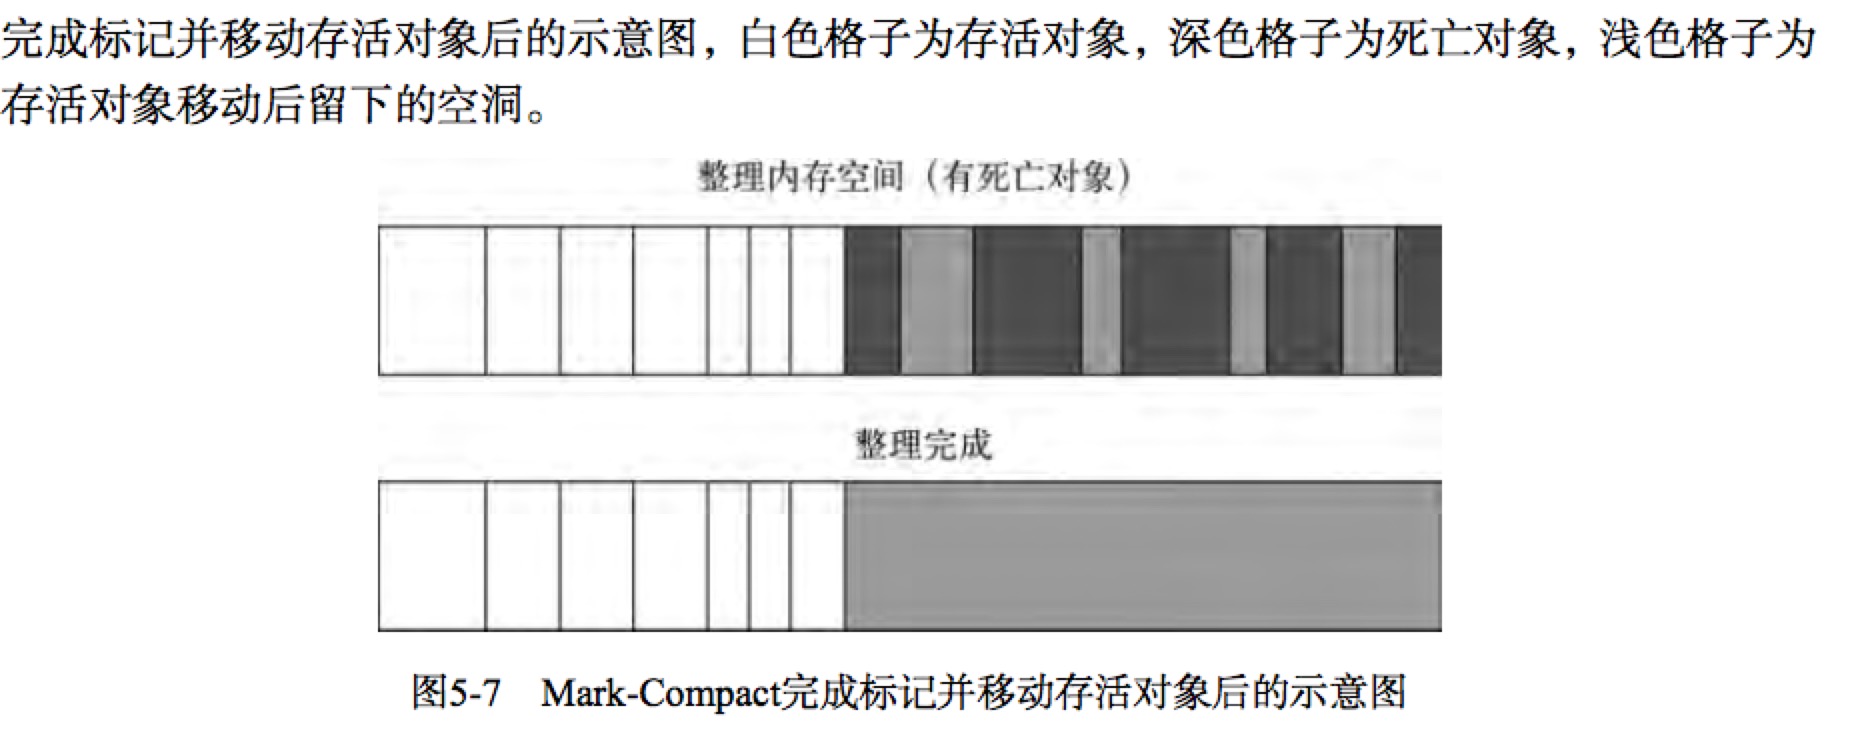 完成标记并移动存活对象后的示意图，白色格子为存活对象，深色格子为死亡对象，浅色格子为
存活对象移动后留下的空洞。
整理内存空间（有死亡对象）
整理完成
图5-7 Mark-Compact完成标记并移动存活对象后的示意图